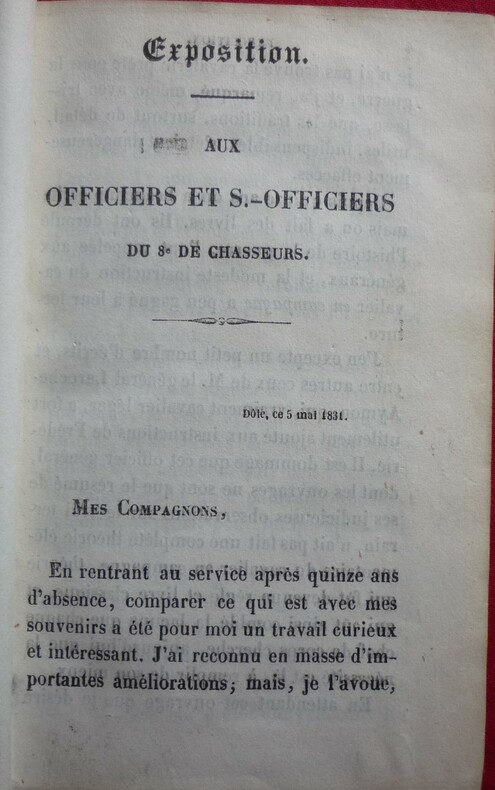 Exposition.
AUX
OFFICIERS ET S.-OFFICIERS
DU 8e DE CHASSEURS.
Dôle, ce 5 mai 1831.
MES COMPAGNONS,
En rentrant au service après quinze ans
d'absence, comparer ce qui est avec mes
souvenirs a été pour moi un travail curieux
et intéressant. J'ai reconnu en masse d'im-
portantes améliorations; mais, je l'avoue,